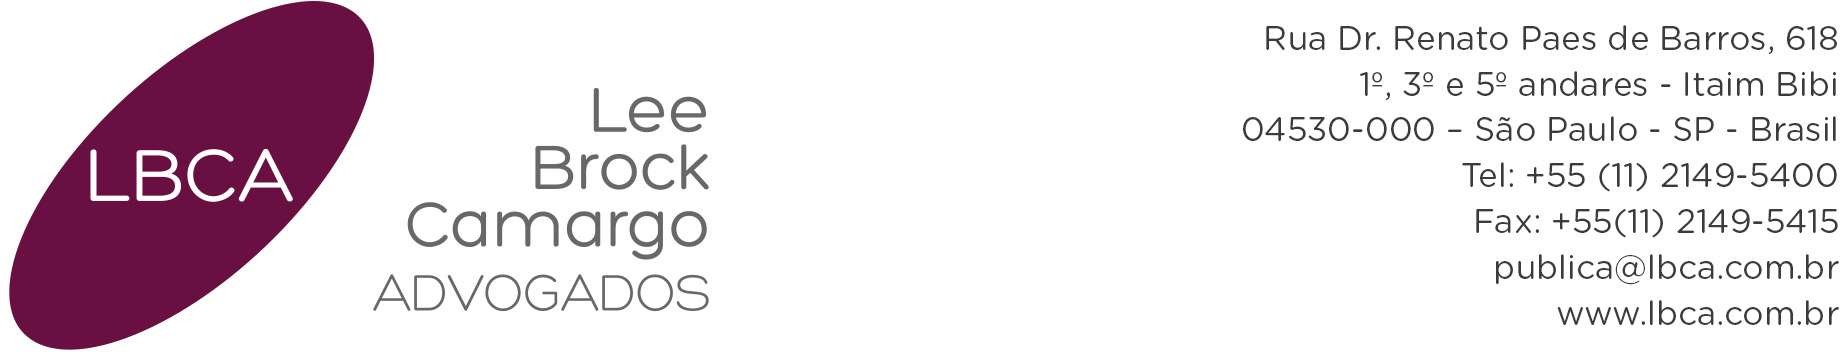 LBCA
Lee
Brock
Camargo
ADVOGADOS
Rua Dr. Renato Paes de Barros, 618
1º, 3º e 5º andares - Itaim Bibi
04530-000 – São Paulo - SP - Brasil
Tel: +55 (11) 2149-5400
Fax: +55(11) 2149-5415
publica@lbca.com.br
www.lbca.com.br